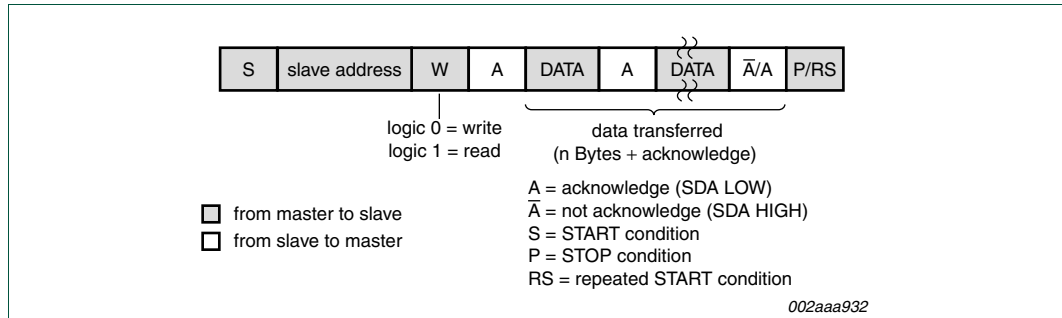 S slave address W A DATA A DATA A̅/A P/RS
logic 0 = write
logic 1 = read
data transferred
(n Bytes + acknowledge)
A = acknowledge (SDA LOW)
A̅ = not acknowledge (SDA HIGH)
S = START condition
P = STOP condition
RS = repeated START condition
from master to slave
from slave to master
002aaa932